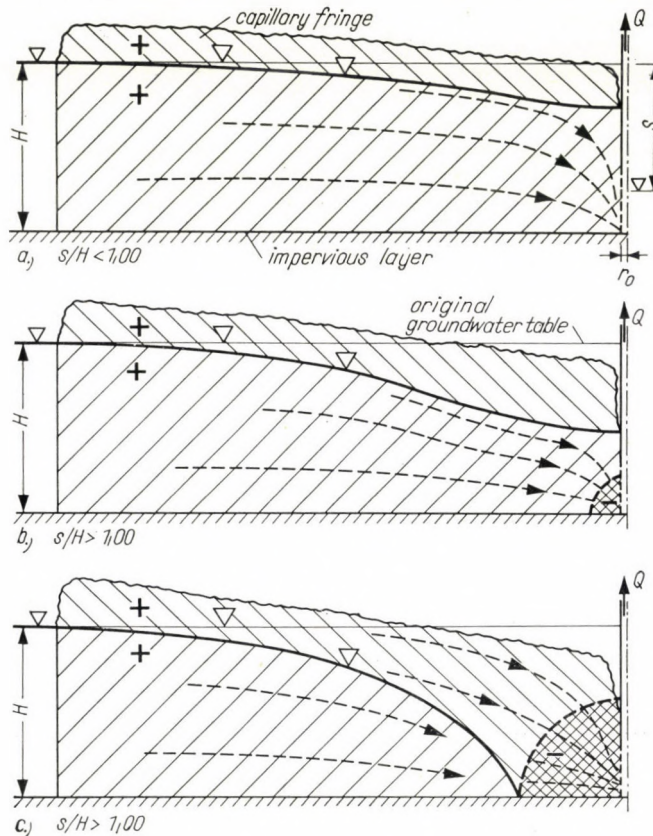 capillary fringe
Q
+
+
H
s
a.) s/H < 1,00
impervious layer
r₀
original
groundwater table
Q
+
+
H
−
b.) s/H > 1,00
Q
+
+
H
−
c.) s/H > 1,00